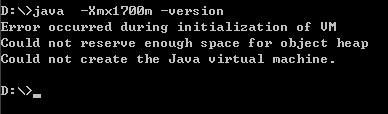 D:\>java  -Xmx1700m -version
Error occurred during initialization of VM
Could not reserve enough space for object heap
Could not create the Java virtual machine.
D:\>_